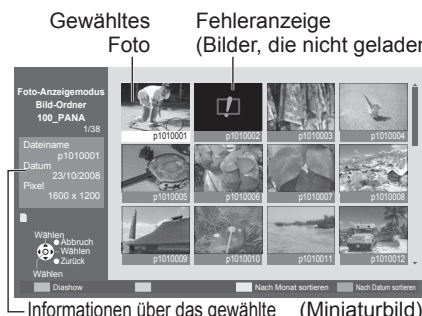 Gewähltes Foto
Fehleranzeige
(Bilder, die nicht gelade
Foto-Anzeigemodus
Bild-Ordner
100_PANA
1/38
Dateiname
p1010001
Datum
23/10/2008
Pixel
1600 x 1200
Wählen
Abbruch
Wählen
Zurück
Wählen
p1010001
p1010002
p1010003
p1010004
p1010005
p1010006
p1010007
p1010008
p1010009
p1010010
p1010011
p1010012
Diashow
Nach Monat sortieren
Nach Datum sortieren
Informationen über das gewählte
(Miniaturbild)